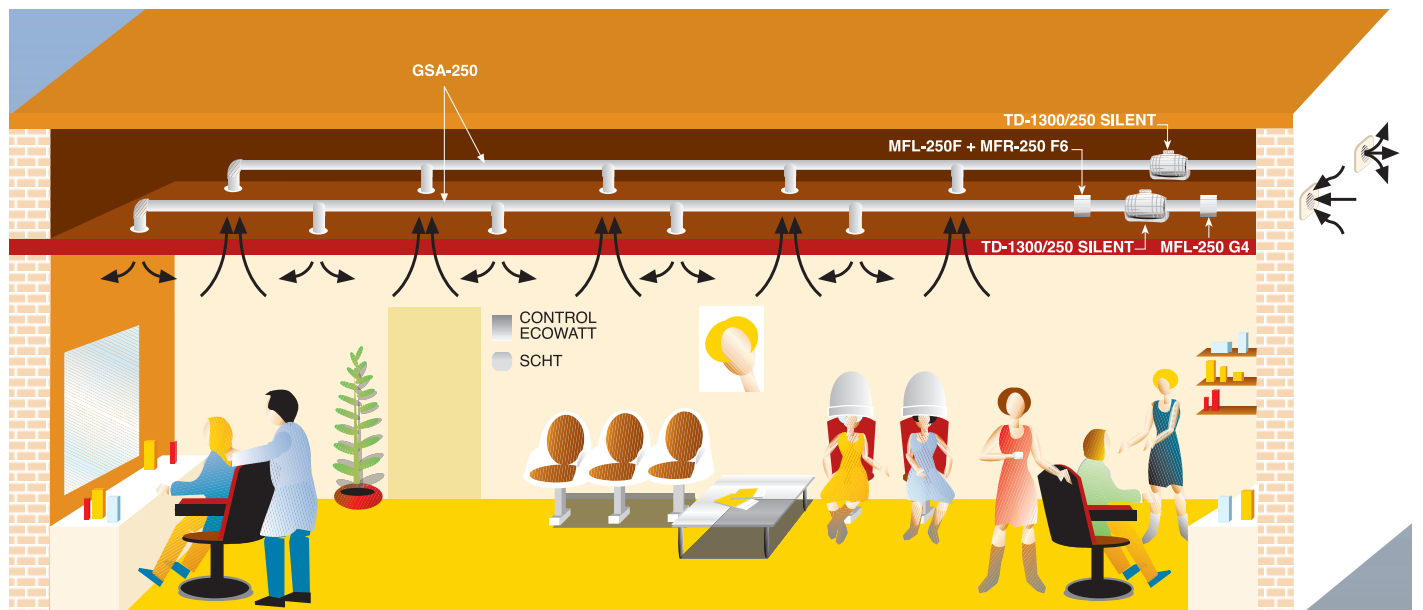 GSA-250
TD-1300/250 SILENT
MFL-250F + MFR-250 F6
TD-1300/250 SILENT
MFL-250 G4
CONTROL
ECOWATT
SCHT